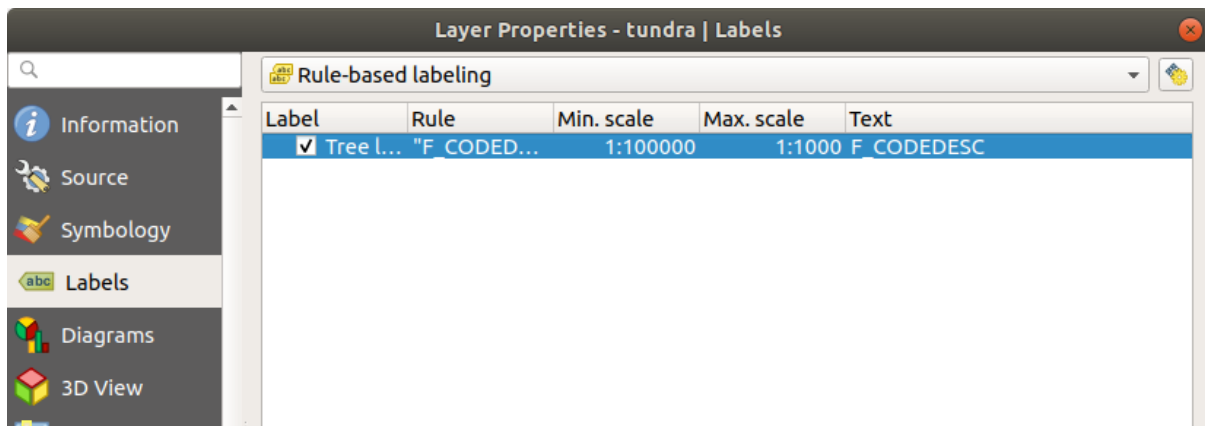 Layer Properties - tundra | Labels
Rule-based labeling
Information
Source
Symbology
abc Labels
Diagrams
3D View
Label Rule Min. scale Max. scale Text
Tree l... "F_CODED... 1:100000 1:1000 F_CODEDESC